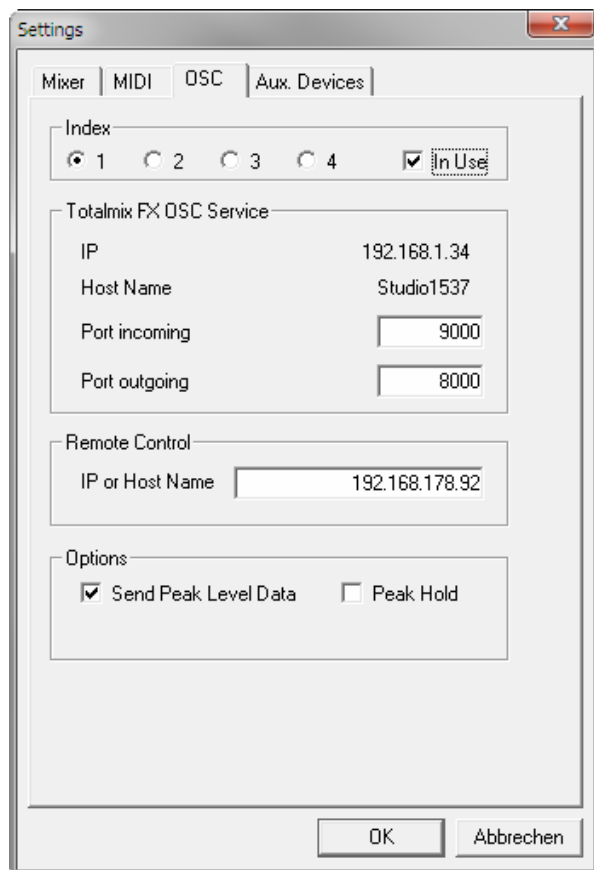 Settings
Mixer MIDI OSC Aux. Devices
Index
1 2 3 4 In Use
Totalmix FX OSC Service
IP 192.168.1.34
Host Name Studio1537
Port incoming 9000
Port outgoing 8000
Remote Control
IP or Host Name 192.168.178.92
Options
Send Peak Level Data Peak Hold
OK Abbrechen